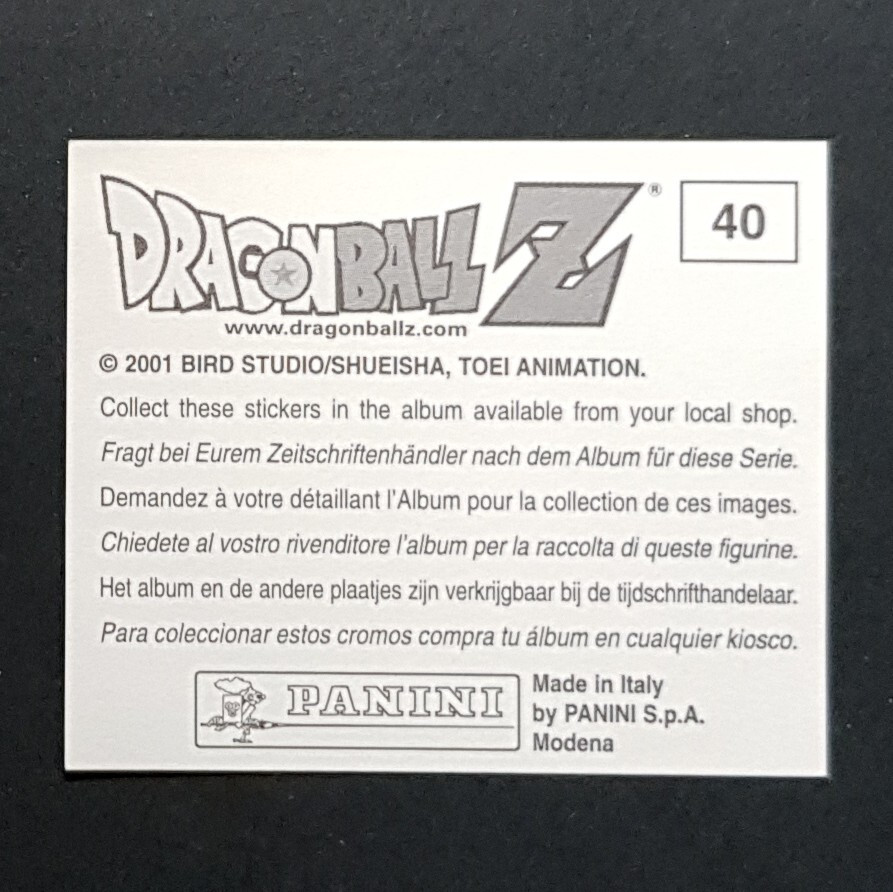 DRAGONBALL Z ®
40
www.dragonballz.com
© 2001 BIRD STUDIO/SHUEISHA, TOEI ANIMATION.
Collect these stickers in the album available from your local shop.
Fragt bei Eurem Zeitschriftenhändler nach dem Album für diese Serie.
Demandez à votre détaillant l'Album pour la collection de ces images.
Chiedete al vostro rivenditore l'album per la raccolta di queste figurine.
Het album en de andere plaatjes zijn verkrijgbaar bij de tijdschrifthandelaar.
Para coleccionar estos cromos compra tu álbum en cualquier kiosco.
PANINI
Made in Italy
by PANINI S.p.A.
Modena